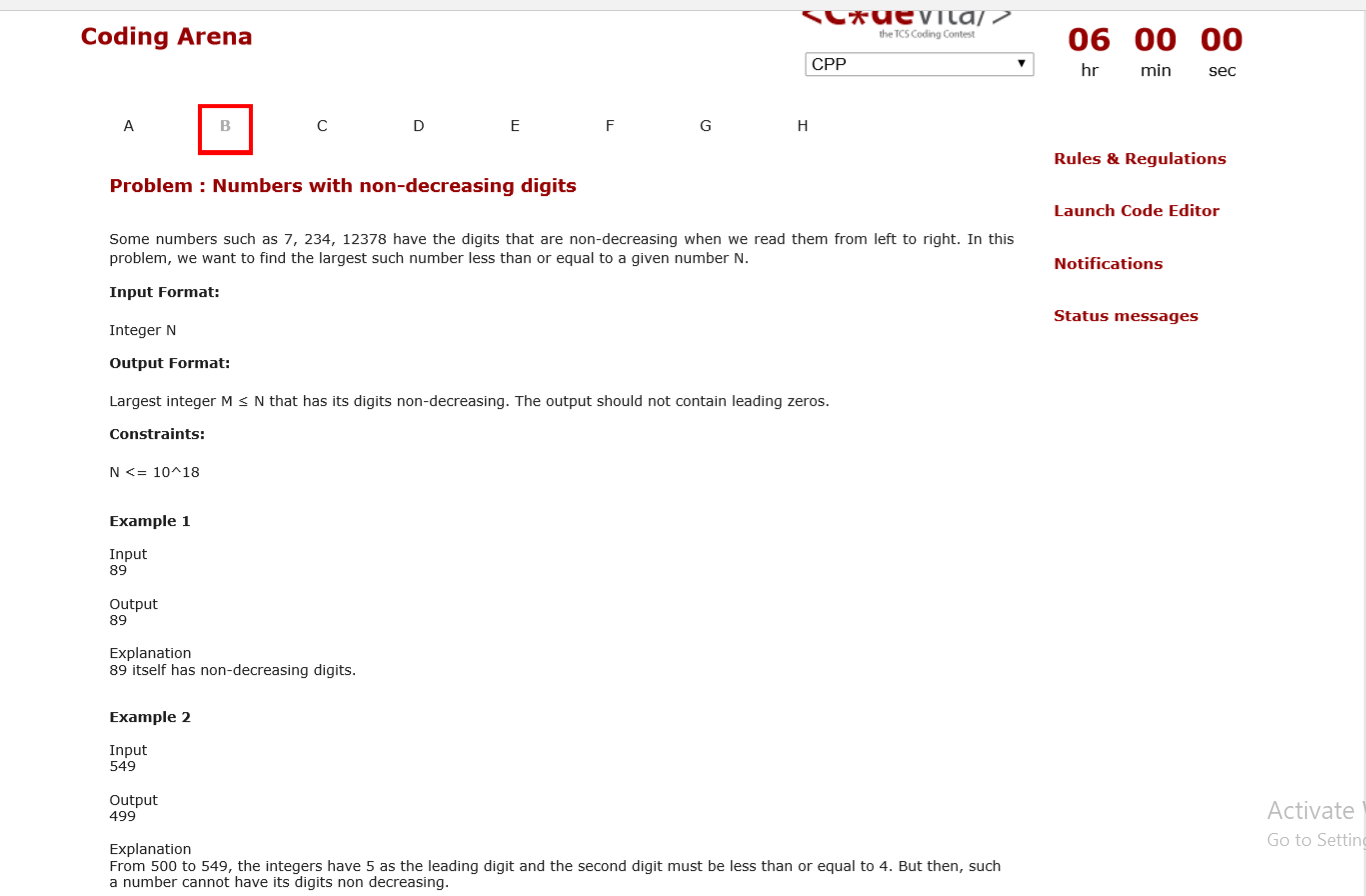 Coding Arena
<C*deVita/>
the TCS Coding Contest
CPP
06 00 00
hr min sec
A B C D E F G H
Rules & Regulations
Launch Code Editor
Notifications
Status messages
Problem : Numbers with non-decreasing digits
Some numbers such as 7, 234, 12378 have the digits that are non-decreasing when we read them from left to right. In this
problem, we want to find the largest such number less than or equal to a given number N.
Input Format:
Integer N
Output Format:
Largest integer M ≤ N that has its digits non-decreasing. The output should not contain leading zeros.
Constraints:
N <= 10^18
Example 1
Input
89
Output
89
Explanation
89 itself has non-decreasing digits.
Example 2
Input
549
Output
499
Explanation
From 500 to 549, the integers have 5 as the leading digit and the second digit must be less than or equal to 4. But then, such
a number cannot have its digits non decreasing.
Activate
Go to Setting